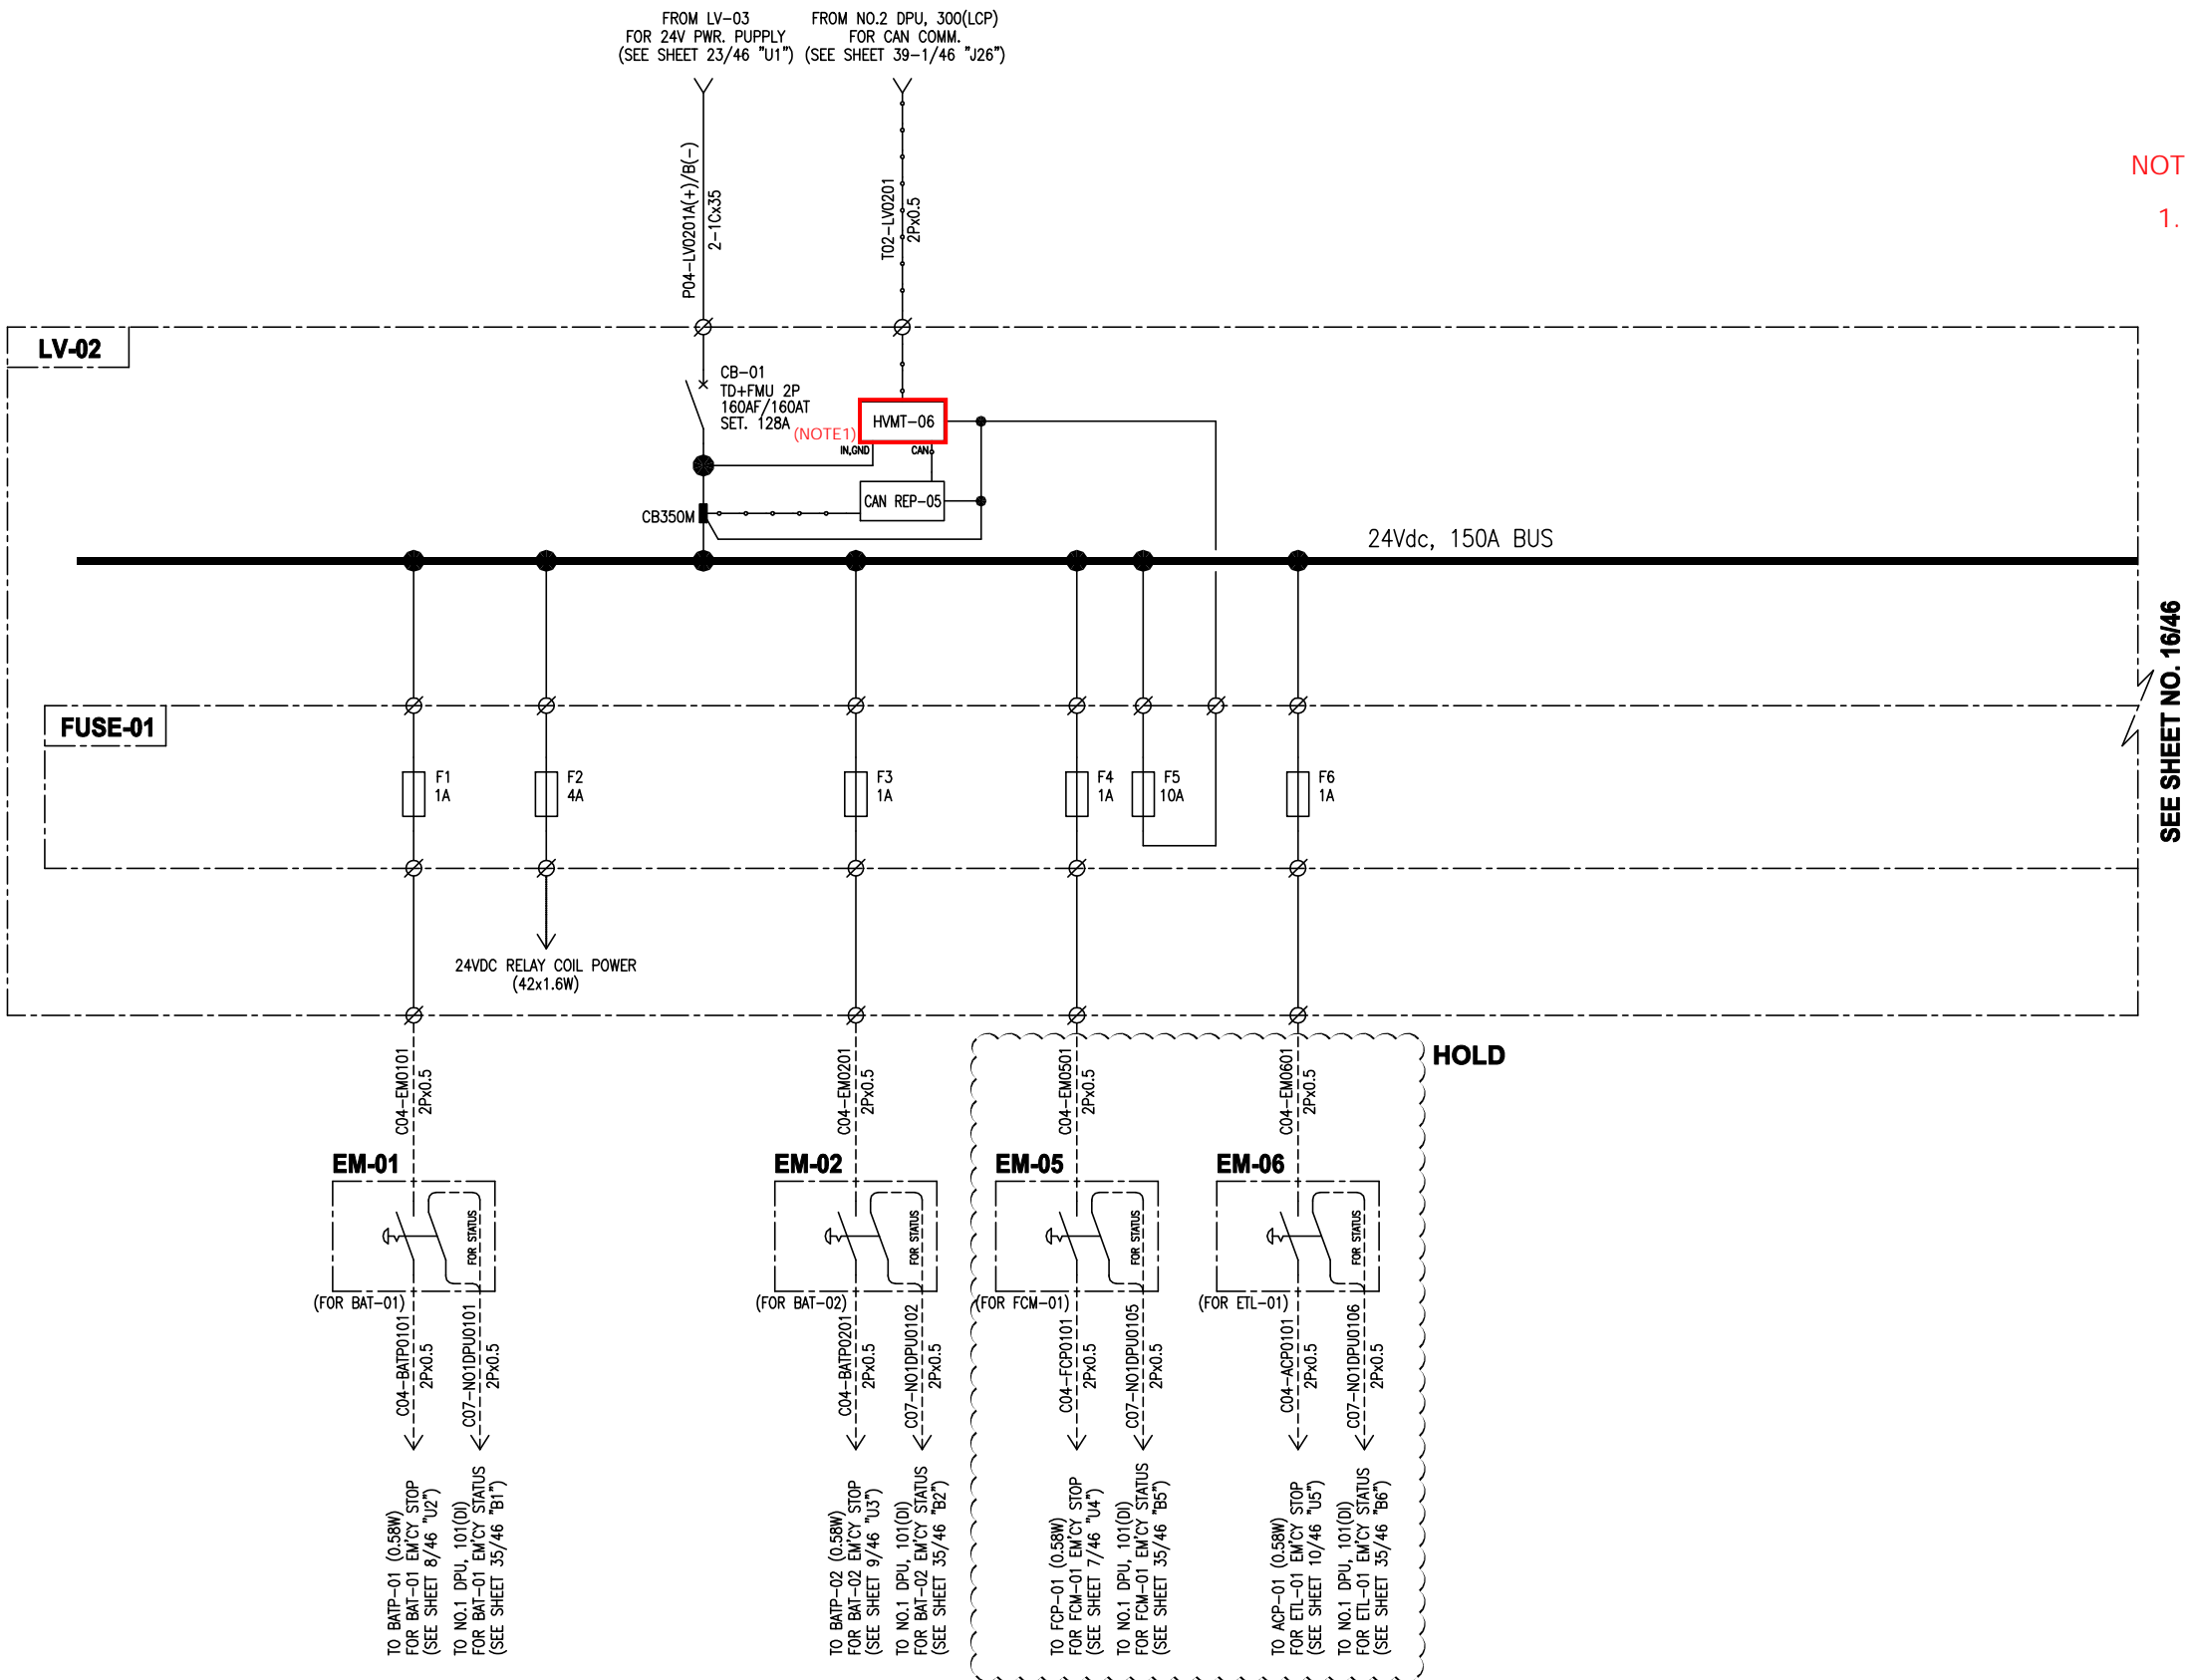 FROM LV-03
FOR 24V PWR. PUPPLY
(SEE SHEET 23/46 "U1")
FROM NO.2 DPU, 300(LCP)
FOR CAN COMM.
(SEE SHEET 39-1/46 "J26")
NOT
1.
P04-LV0201A(+)/B(-)
2-1Cx35
T02-LV0201
2Px0.5
LV-02
CB-01
TD+FMU 2P
160AF/160AT
SET. 128A
(NOTE1)
HVMT-06
IN,GND
CAN
CAN REP-05
CB350M
24Vdc, 150A BUS
SEE SHEET NO. 16/46
FUSE-01
F1
1A
F2
4A
F3
1A
F4
1A
F5
10A
F6
1A
24VDC RELAY COIL POWER
(42x1.6W)
HOLD
C04-EM0101
2Px0.5
C04-EM0201
2Px0.5
C04-EM0501
2Px0.5
C04-EM0601
2Px0.5
EM-01
FOR STATUS
(FOR BAT-01)
EM-02
FOR STATUS
(FOR BAT-02)
EM-05
FOR STATUS
(FOR FCM-01)
EM-06
FOR STATUS
(FOR ETL-01)
C04-BATP0101
2Px0.5
C07-NO1DPU0101
2Px0.5
C04-BATP0201
2Px0.5
C07-NO1DPU0102
2Px0.5
C04-FCP0101
2Px0.5
C07-NO1DPU0105
2Px0.5
C04-ACP0101
2Px0.5
C07-NO1DPU0106
2Px0.5
TO BATP-01 (0.58W)
FOR BAT-01 EM'CY STOP
(SEE SHEET 8/46 "U2")
TO NO.1 DPU, 101(DI)
FOR BAT-01 EM'CY STATUS
(SEE SHEET 35/46 "B1")
TO BATP-02 (0.58W)
FOR BAT-02 EM'CY STOP
(SEE SHEET 9/46 "U3")
TO NO.1 DPU, 101(DI)
FOR BAT-02 EM'CY STATUS
(SEE SHEET 35/46 "B2")
TO FCP-01 (0.58W)
FOR FCM-01 EM'CY STOP
(SEE SHEET 7/46 "U4")
TO NO.1 DPU, 101(DI)
FOR FCM-01 EM'CY STATUS
(SEE SHEET 35/46 "B5")
TO ACP-01 (0.58W)
FOR ETL-01 EM'CY STOP
(SEE SHEET 10/46 "U5")
TO NO.1 DPU, 101(DI)
FOR ETL-01 EM'CY STATUS
(SEE SHEET 35/46 "B6")